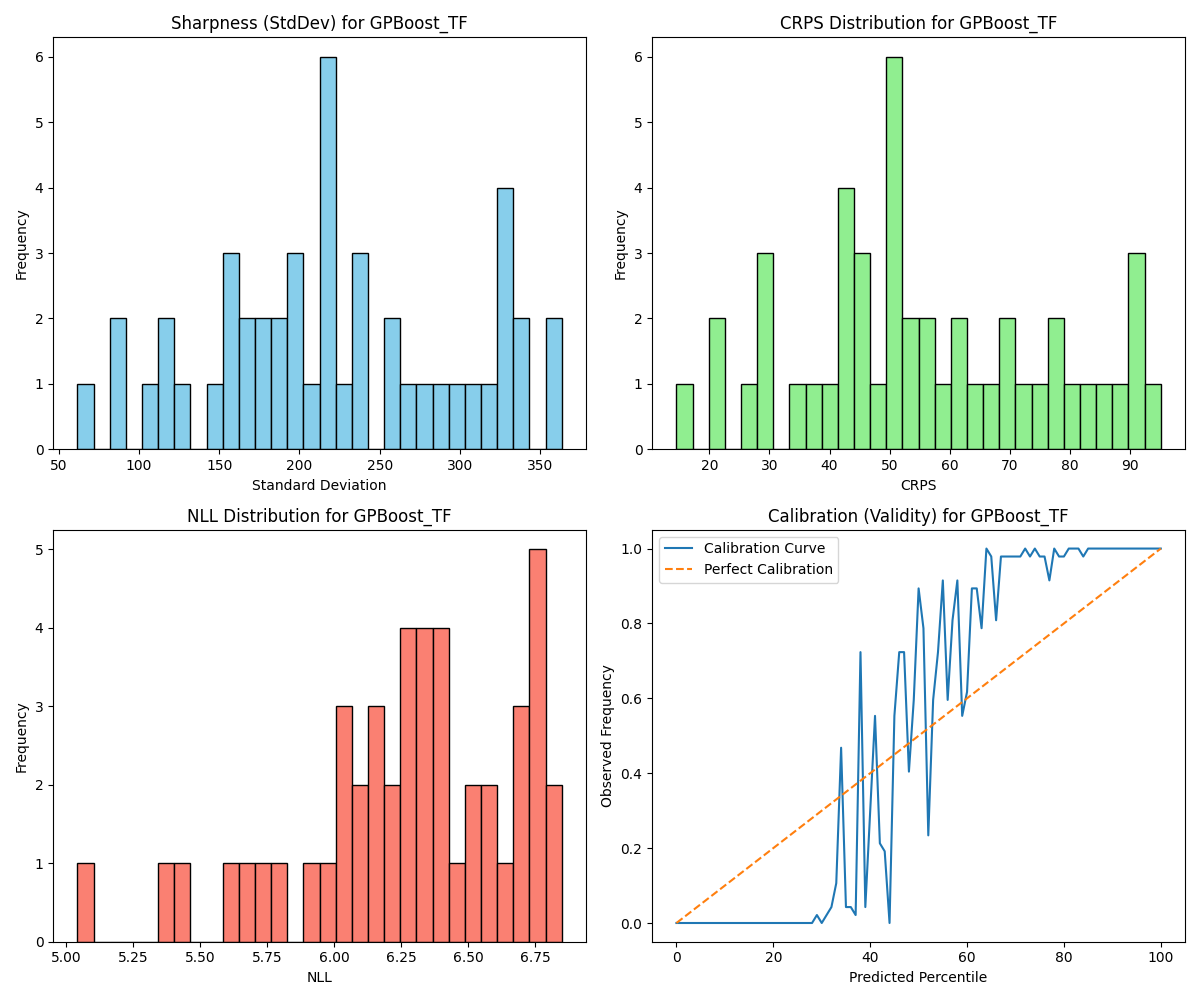 Sharpness (StdDev) for GPBoost_TF
Frequency
6
5
4
3
2
1
0
50 100 150 200 250 300 350
Standard Deviation
CRPS Distribution for GPBoost_TF
Frequency
6
5
4
3
2
1
0
20 30 40 50 60 70 80 90
CRPS
NLL Distribution for GPBoost_TF
Frequency
5
4
3
2
1
0
5.00 5.25 5.50 5.75 6.00 6.25 6.50 6.75
NLL
Calibration (Validity) for GPBoost_TF
Calibration Curve
Perfect Calibration
Observed Frequency
1.0
0.8
0.6
0.4
0.2
0.0
0 20 40 60 80 100
Predicted Percentile